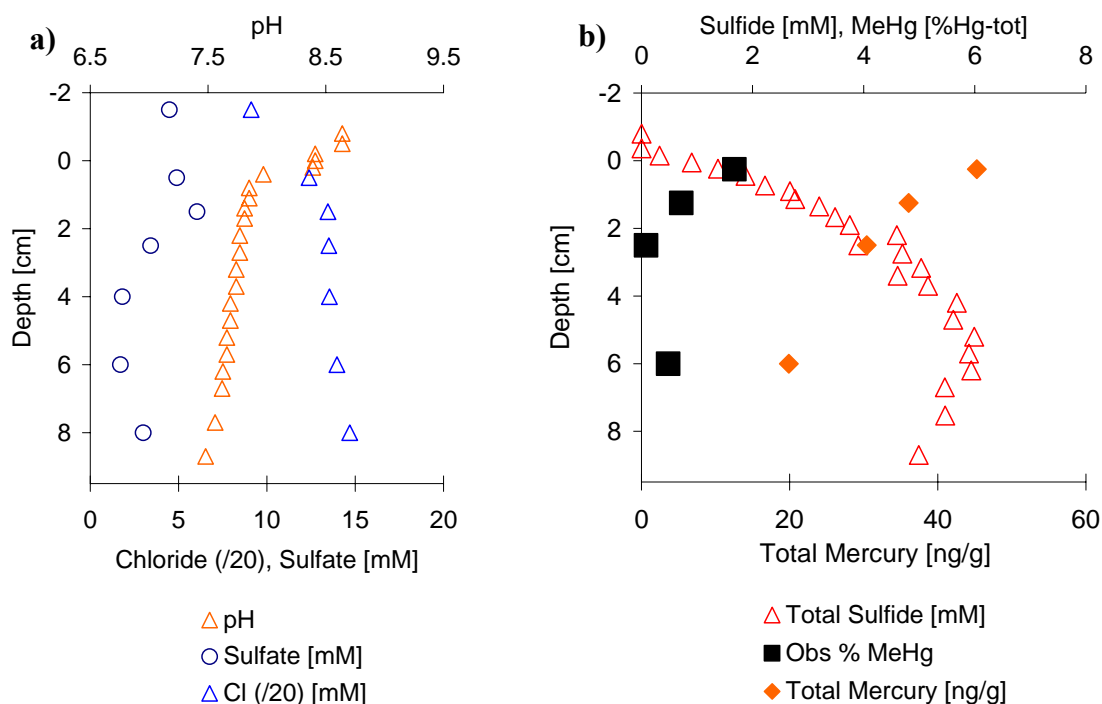 a)
pH
6.5 7.5 8.5 9.5
-2
0
2
4
6
8
Depth [cm]
0 5 10 15 20
Chloride (/20), Sulfate [mM]
pH
Sulfate [mM]
Cl (/20) [mM]
b)
Sulfide [mM], MeHg [%Hg-tot]
0 2 4 6 8
-2
0
2
4
6
8
Depth [cm]
0 20 40 60
Total Mercury [ng/g]
Total Sulfide [mM]
Obs % MeHg
Total Mercury [ng/g]